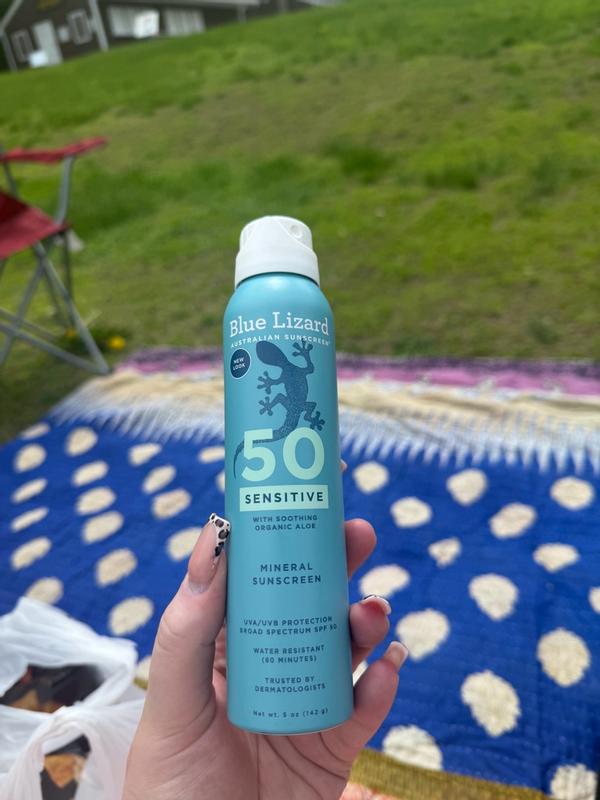 Blue Lizard
AUSTRALIAN SUNSCREEN®
NEW
LOOK
50
SENSITIVE
WITH SOOTHING
ORGANIC ALOE
MINERAL
SUNSCREEN
UVA/UVB PROTECTION
BROAD SPECTRUM SPF 50
WATER RESISTANT
(80 MINUTES)
TRUSTED BY
DERMATOLOGISTS
Net wt. 5 oz (142 g)